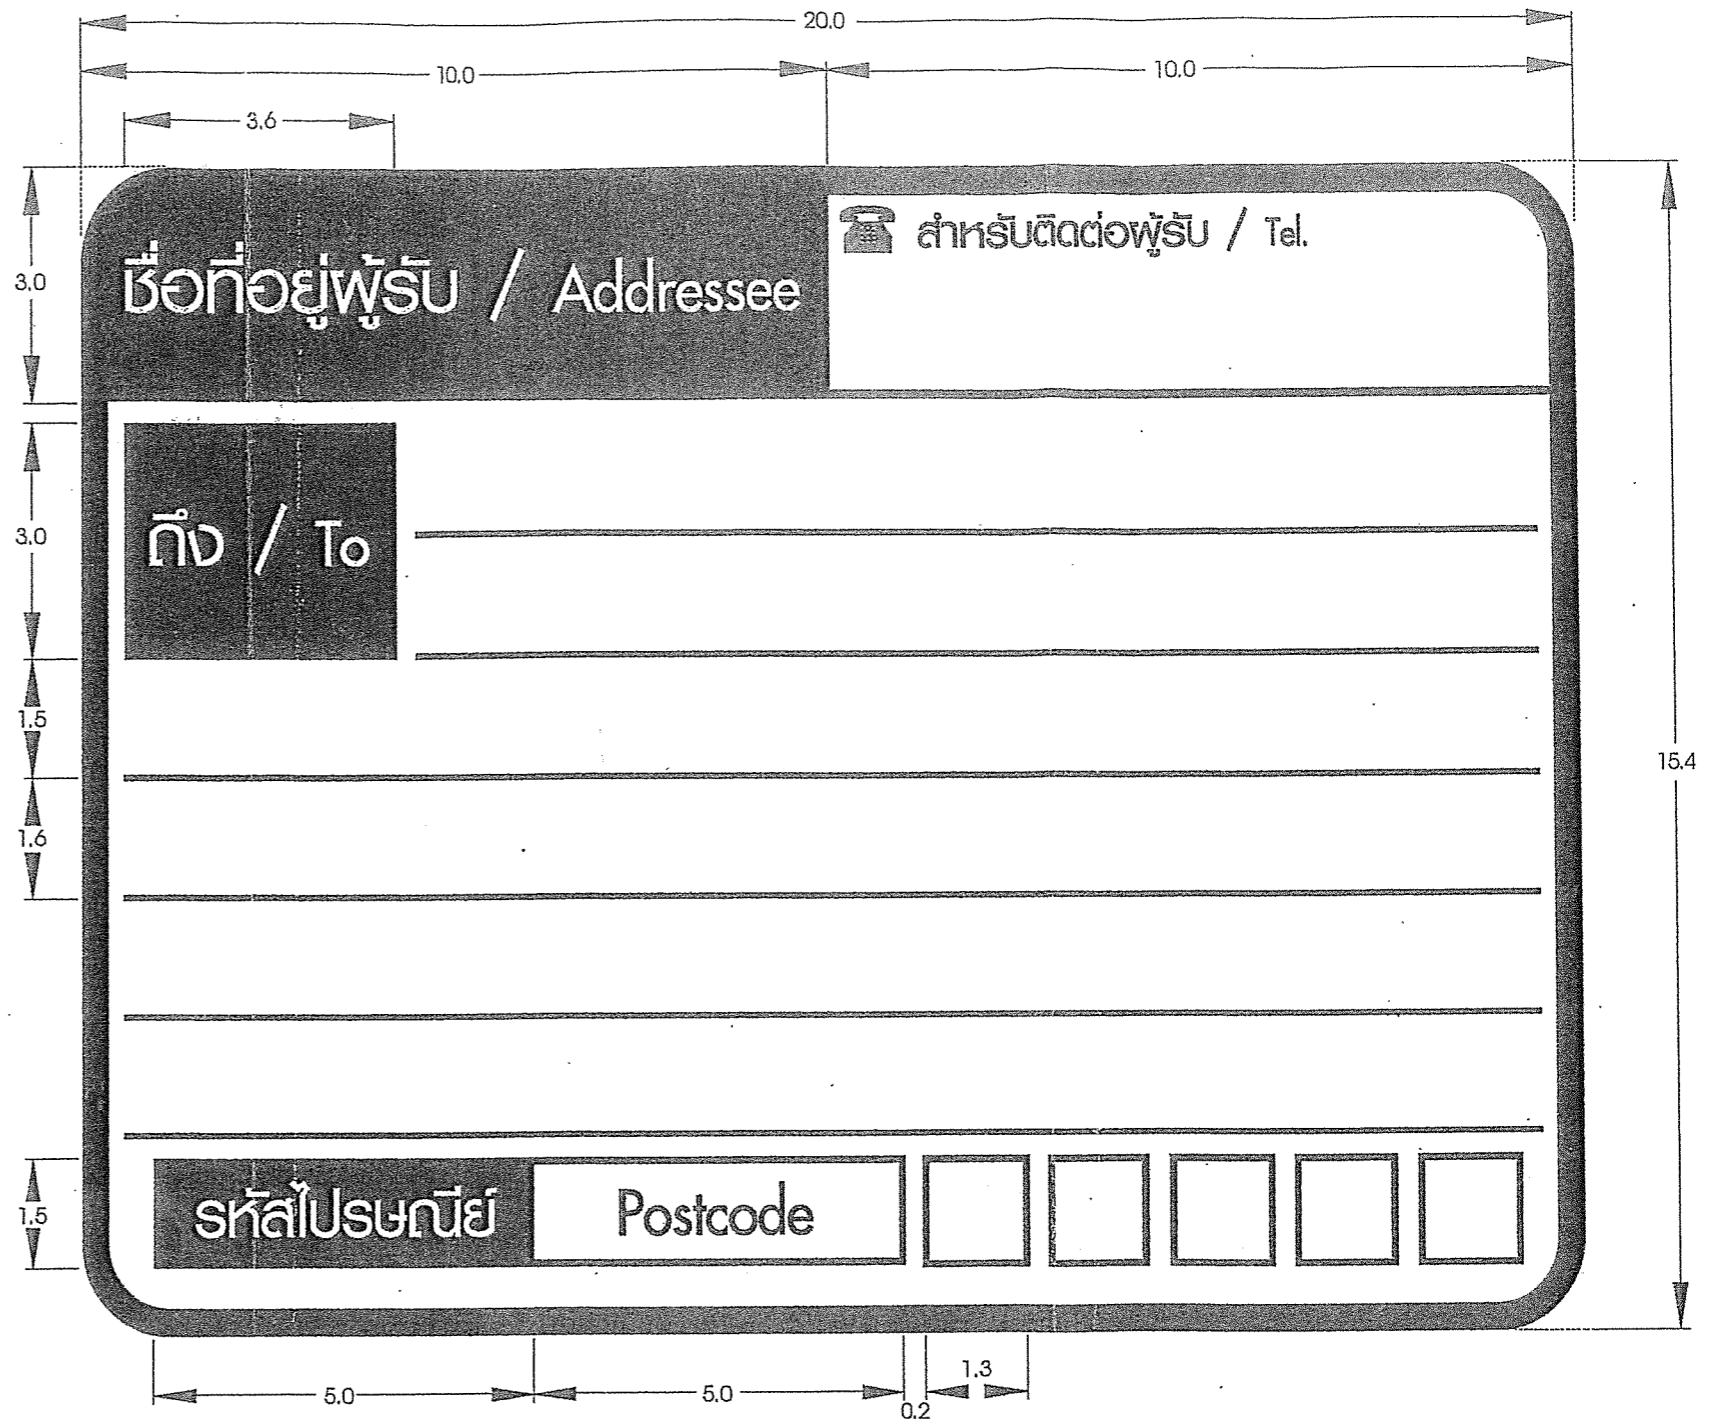 20.0
10.0 10.0
3.6
3.0
ชื่อที่อยู่ผู้รับ / Addressee
สำหรับติดต่อผู้รับ / Tel.
3.0
ถึง / To
1.5
15.4
1.6
1.5
รหัสไปรษณีย์ Postcode
5.0 5.0 0.2 1.3